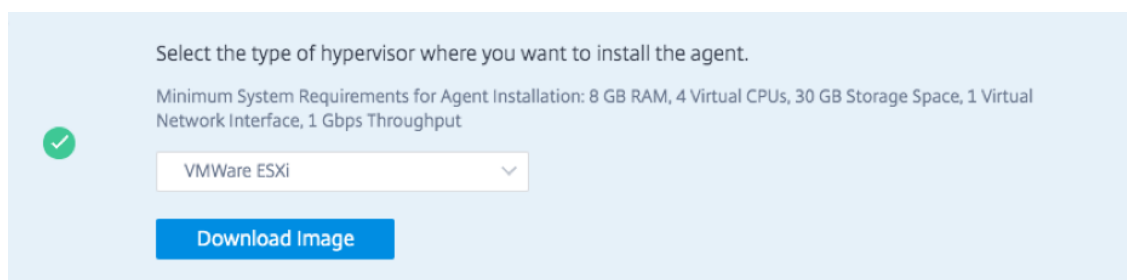 Select the type of hypervisor where you want to install the agent.
Minimum System Requirements for Agent Installation: 8 GB RAM, 4 Virtual CPUs, 30 GB Storage Space, 1 Virtual
Network Interface, 1 Gbps Throughput
VMWare ESXi
Download Image